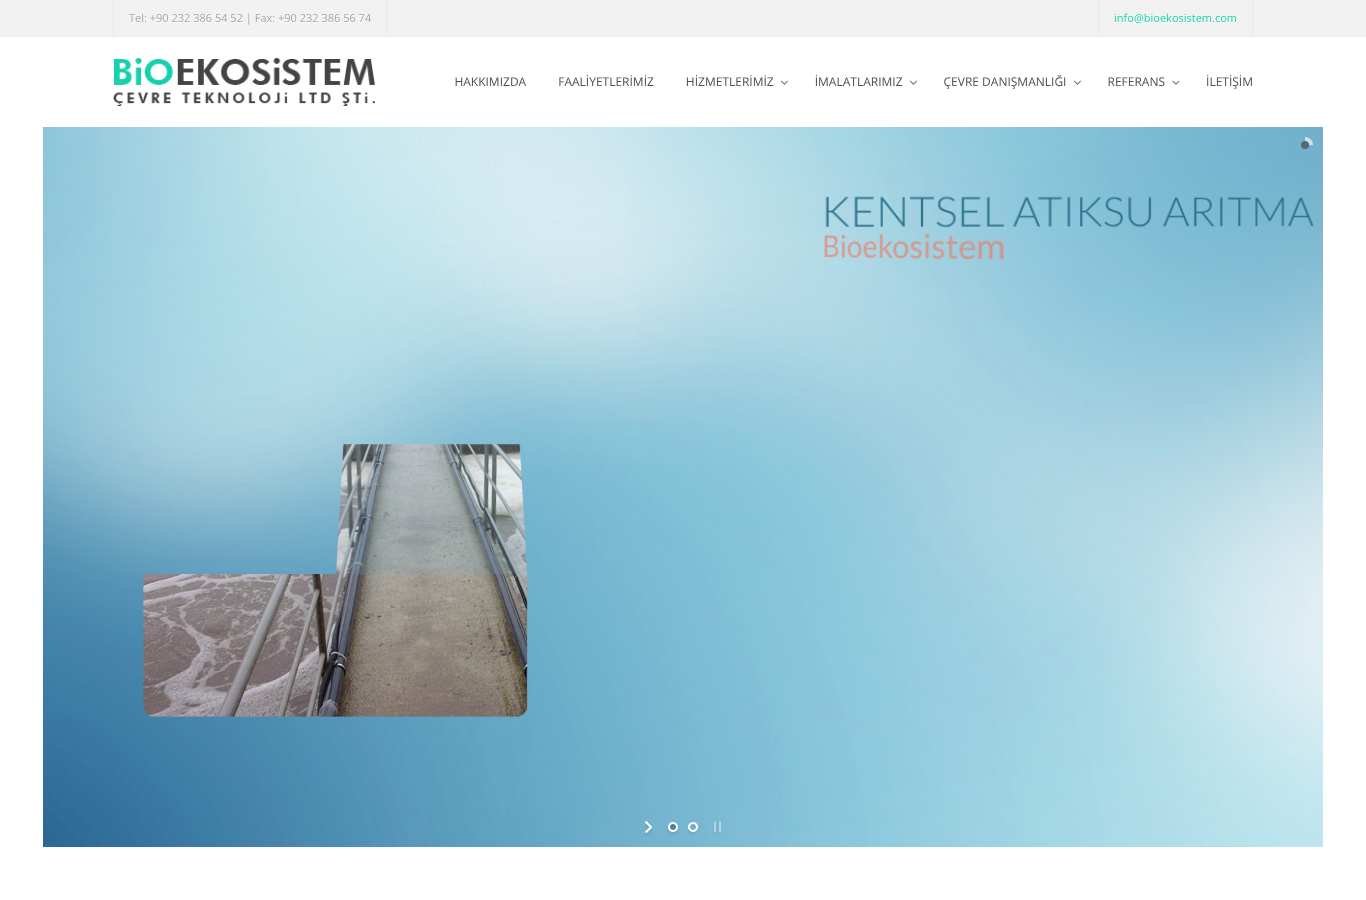 Tel: +90 232 386 54 52 | Fax: +90 232 386 56 74
info@bioekosistem.com
BiOEKOSiSTEM
ÇEVRE TEKNOLOJi LTD ŞTi.
HAKKIMIZDA
FAALİYETLERİMİZ
HİZMETLERİMİZ
İMALATLARIMIZ
ÇEVRE DANIŞMANLIĞI
REFERANS
İLETİŞİM
KENTSEL ATIKSU ARITMA
Bioekosistem